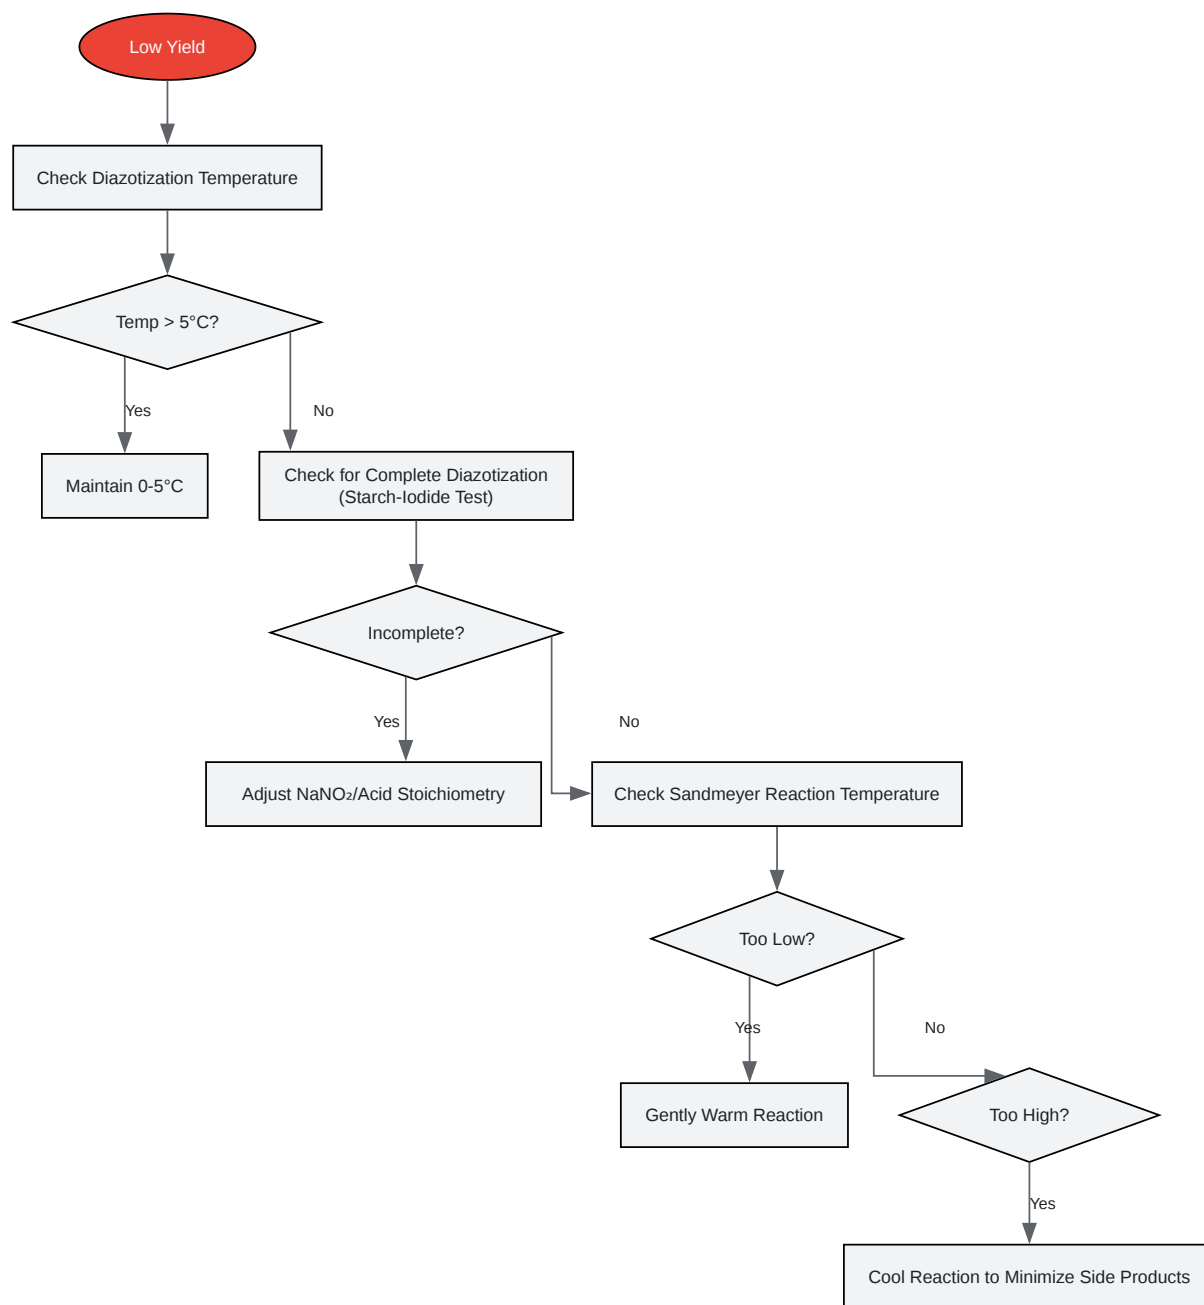 Low Yield
Check Diazotization Temperature
Temp > 5°C?
Yes
No
Maintain 0-5°C
Check for Complete Diazotization
(Starch-Iodide Test)
Incomplete?
Yes
No
Adjust NaNO₂/Acid Stoichiometry
Check Sandmeyer Reaction Temperature
Too Low?
Yes
No
Gently Warm Reaction
Too High?
Yes
Cool Reaction to Minimize Side Products